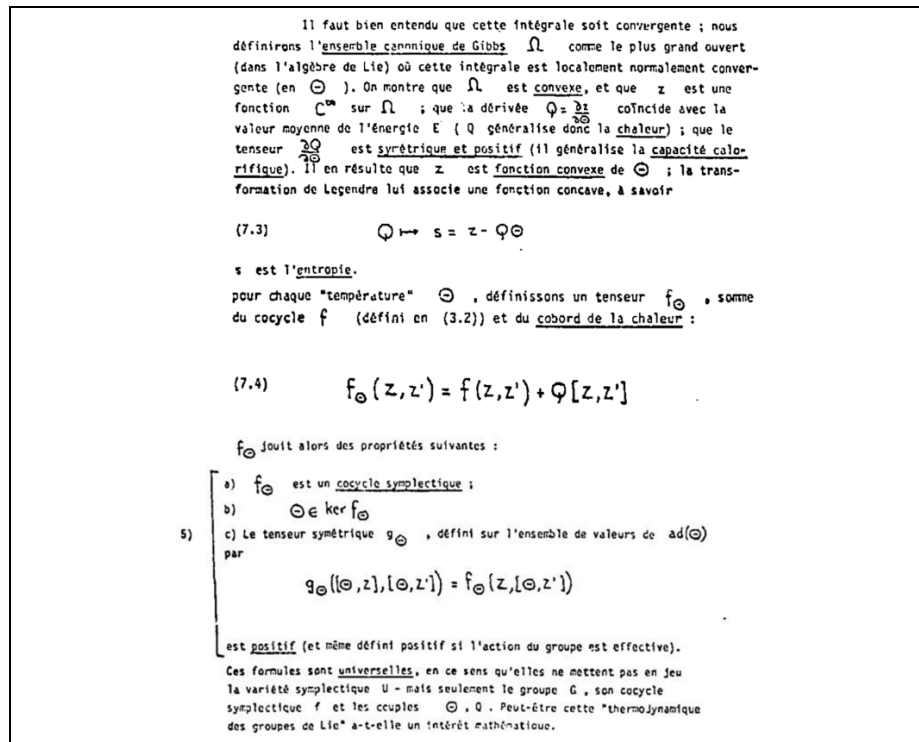 Il faut bien entendu que cette intégrale soit convergente ; nous
définirons l'ensemble canonique de Gibbs Ω comme le plus grand ouvert
(dans l'algèbre de Lie) où cette intégrale est localement normalement conver-
gente (en Θ ). On montre que Ω est convexe, et que z est une
fonction C^∞ sur Ω ; que la dérivée Q = ∂z/∂Θ coïncide avec la
valeur moyenne de l'énergie E ( Q généralise donc la chaleur) ; que le
tenseur ∂Q/∂Θ est symétrique et positif (il généralise la capacité calo-
rifique). Il en résulte que z est fonction convexe de Θ ; la trans-
formation de Legendre lui associe une fonction concave, à savoir
(7.3) Q ↦ s = z - QΘ
s est l'entropie.
pour chaque "température" Θ , définissons un tenseur f_Θ , somme
du cocycle f (défini en (3.2)) et du cobord de la chaleur :
(7.4) f_Θ(Z,Z') = f(Z,Z') + Q[Z,Z']
f_Θ jouit alors des propriétés suivantes :
a) f_Θ est un cocycle symplectique ;
b) Θ ∈ ker f_Θ
5) c) Le tenseur symétrique g_Θ , défini sur l'ensemble de valeurs de ad(Θ)
par
g_Θ([Θ,Z],[Θ,Z']) = f_Θ(Z,[Θ,Z'])
est positif (et même défini positif si l'action du groupe est effective).
Ces formules sont universelles, en ce sens qu'elles ne mettent pas en jeu
la variété symplectique U - mais seulement le groupe G , son cocycle
symplectique f et les couples Θ , Q . Peut-être cette "thermodynamique
des groupes de Lie" a-t-elle un intérêt mathématique.